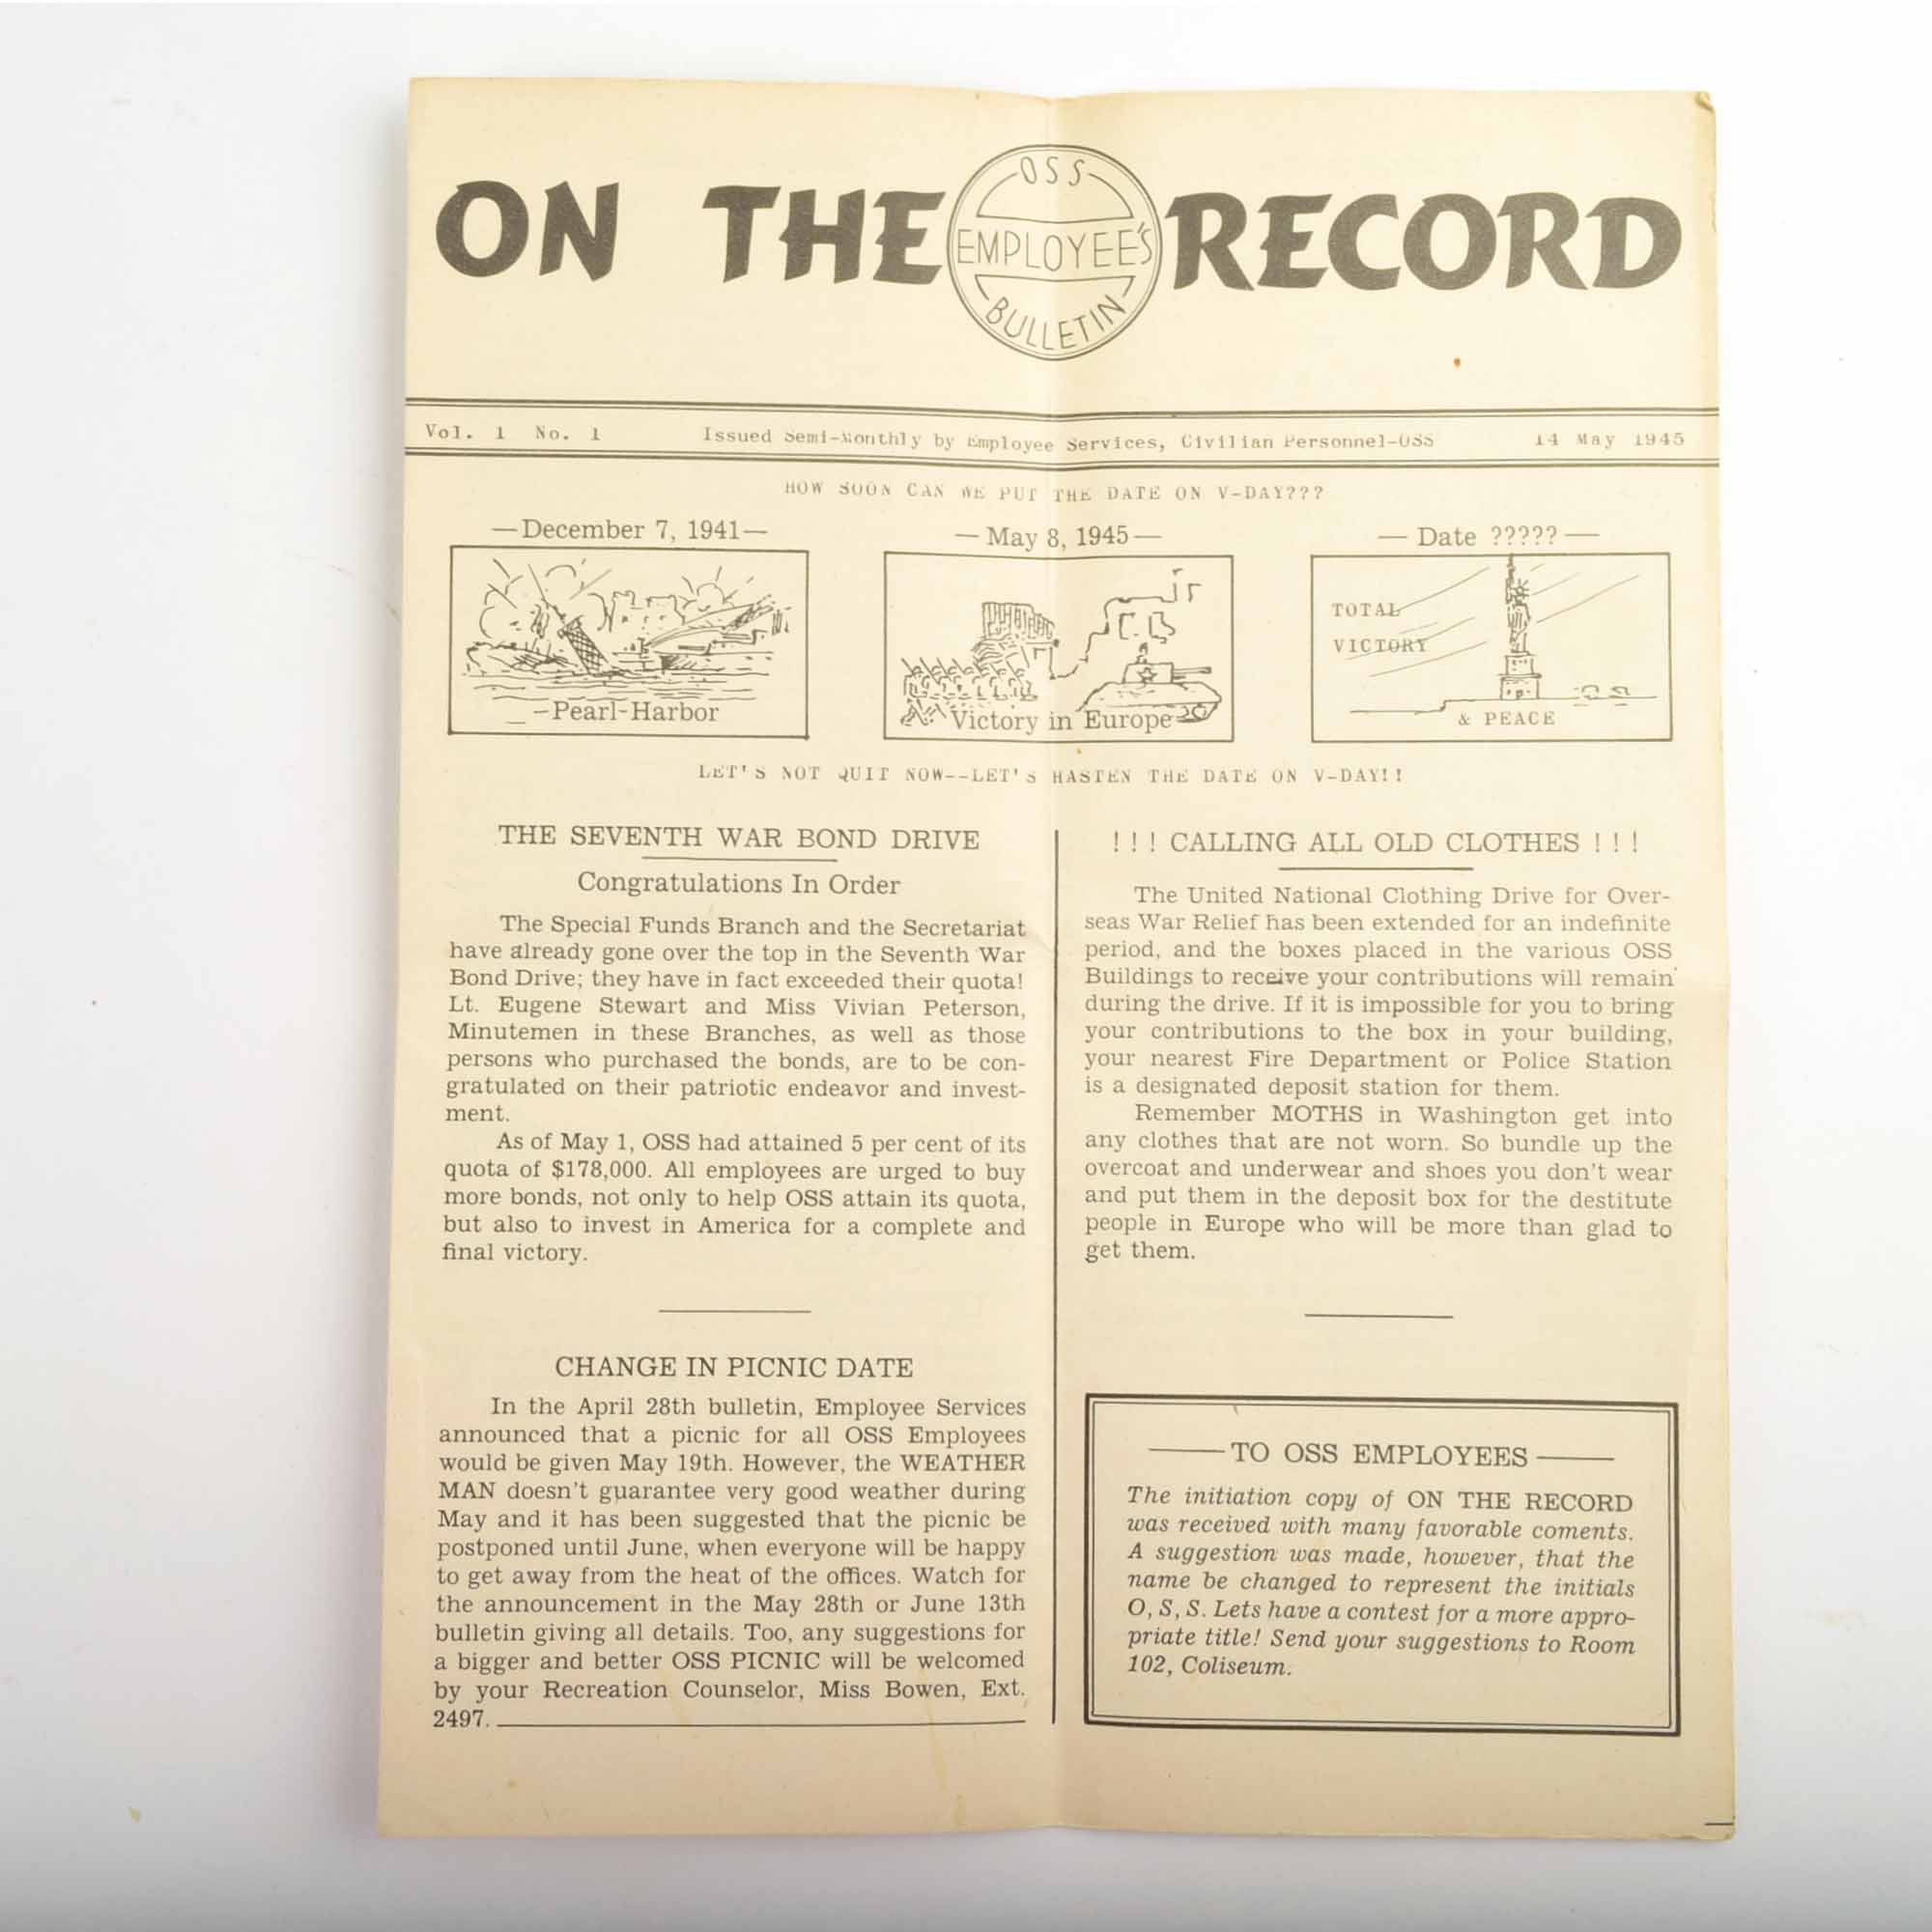 ON THE RECORD
OSS
EMPLOYEE'S
BULLETIN
Vol. 1 No. 1 Issued Semi-Monthly by Employee Services, Civilian Personnel-OSS 14 May 1945
HOW SOON CAN WE PUT THE DATE ON V-DAY???
—December 7, 1941—
—Pearl-Harbor
— May 8, 1945—
Victory in Europe
— Date ????? —
TOTAL
VICTORY
& PEACE
LET'S NOT QUIT NOW--LET'S HASTEN THE DATE ON V-DAY!!
THE SEVENTH WAR BOND DRIVE
Congratulations In Order
The Special Funds Branch and the Secretariat
have already gone over the top in the Seventh War
Bond Drive; they have in fact exceeded their quota!
Lt. Eugene Stewart and Miss Vivian Peterson,
Minutemen in these Branches, as well as those
persons who purchased the bonds, are to be con-
gratulated on their patriotic endeavor and invest-
ment.
As of May 1, OSS had attained 5 per cent of its
quota of $178,000. All employees are urged to buy
more bonds, not only to help OSS attain its quota,
but also to invest in America for a complete and
final victory.
CHANGE IN PICNIC DATE
In the April 28th bulletin, Employee Services
announced that a picnic for all OSS Employees
would be given May 19th. However, the WEATHER
MAN doesn't guarantee very good weather during
May and it has been suggested that the picnic be
postponed until June, when everyone will be happy
to get away from the heat of the offices. Watch for
the announcement in the May 28th or June 13th
bulletin giving all details. Too, any suggestions for
a bigger and better OSS PICNIC will be welcomed
by your Recreation Counselor, Miss Bowen, Ext.
2497.
! ! ! CALLING ALL OLD CLOTHES ! ! !
The United National Clothing Drive for Over-
seas War Relief has been extended for an indefinite
period, and the boxes placed in the various OSS
Buildings to receive your contributions will remain
during the drive. If it is impossible for you to bring
your contributions to the box in your building,
your nearest Fire Department or Police Station
is a designated deposit station for them.
Remember MOTHS in Washington get into
any clothes that are not worn. So bundle up the
overcoat and underwear and shoes you don't wear
and put them in the deposit box for the destitute
people in Europe who will be more than glad to
get them.
—TO OSS EMPLOYEES—
The initiation copy of ON THE RECORD
was received with many favorable coments.
A suggestion was made, however, that the
name be changed to represent the initials
O, S, S. Lets have a contest for a more appro-
priate title! Send your suggestions to Room
102, Coliseum.